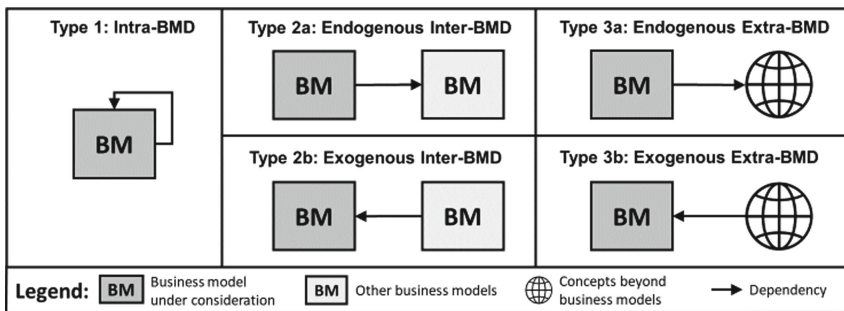 Type 1: Intra-BMD
BM
Type 2a: Endogenous Inter-BMD
BM
BM
Type 3a: Endogenous Extra-BMD
BM
Type 2b: Exogenous Inter-BMD
BM
BM
Type 3b: Exogenous Extra-BMD
BM
Legend:
BM
Business model
under consideration
BM
Other business models
Concepts beyond
business models
Dependency